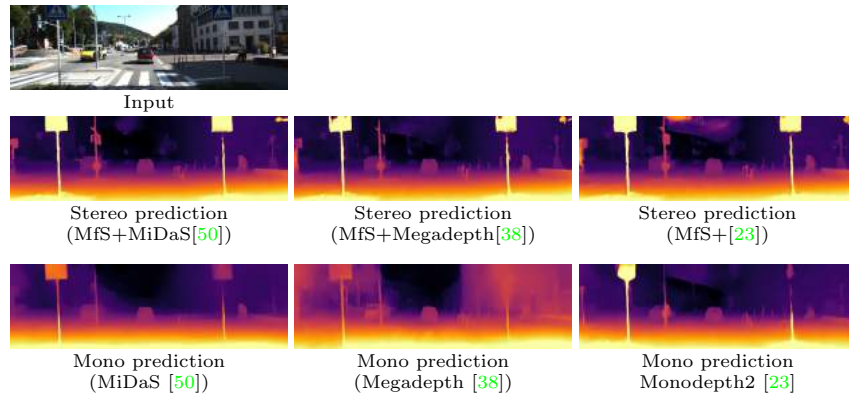 Input
Stereo prediction
(MfS+MiDaS[50])
Stereo prediction
(MfS+Megadepth[38])
Stereo prediction
(MfS+[23])
Mono prediction
(MiDaS [50])
Mono prediction
(Megadepth [38])
Mono prediction
Monodepth2 [23]